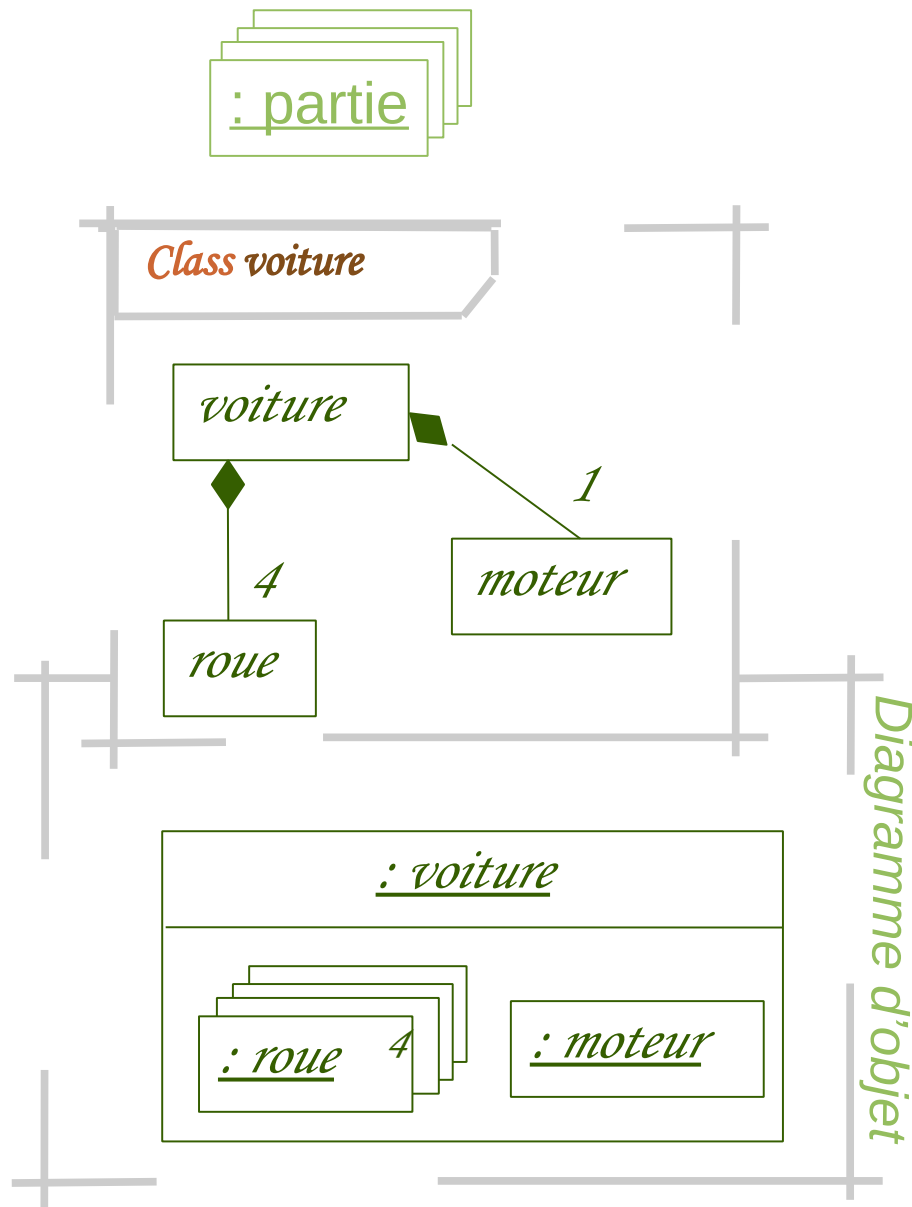 : partie
Class voiture
voiture
1
4
moteur
roue
Diagramme d'objet
: voiture
: roue 4
: moteur